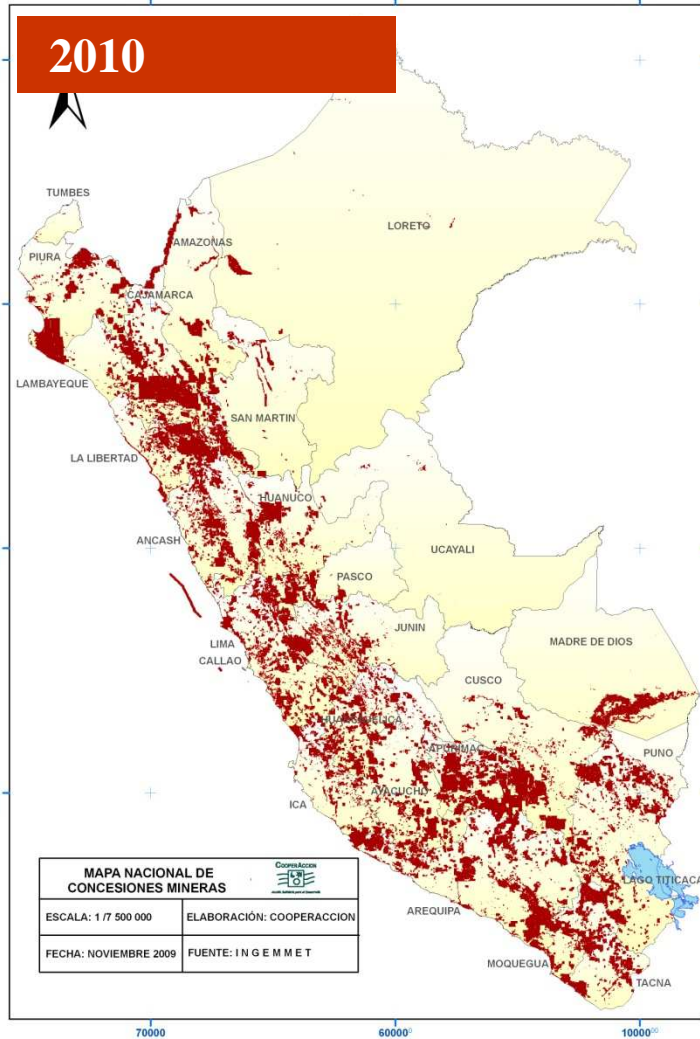 2010
TUMBES
LORETO
AMAZONAS
PIURA
CAJAMARCA
LAMBAYEQUE
SAN MARTIN
LA LIBERTAD
HUANUCO
ANCASH
UCAYALI
PASCO
JUNIN
LIMA
MADRE DE DIOS
CALLAO
CUSCO
HUANCAVELICA
APURIMAC
PUNO
AYACUCHO
ICA
LAGO TITICACA
AREQUIPA
MOQUEGUA
TACNA
MAPA NACIONAL DE
CONCESIONES MINERAS
COOPERACCION
ESCALA: 1 /7 500 000
ELABORACIÓN: COOPERACCION
FECHA: NOVIEMBRE 2009
FUENTE: I N G E M M E T
70000
60000
10000